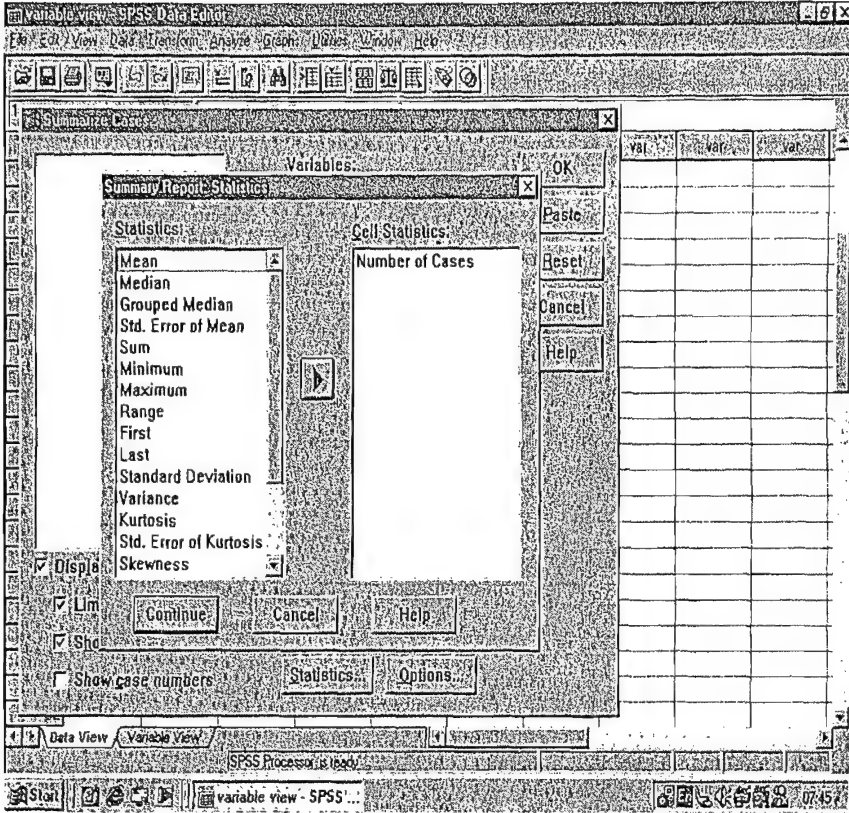 Variable view - SPSS Data Editor
File Edit View Data Transform Analyze Graphs Utilities Window Help
Summarize Cases
var var var
Variables:
OK
Summary Report: Statistics
Paste
Statistics:
Cell Statistics:
Mean
Number of Cases
Reset
Median
Grouped Median
Cancel
Std. Error of Mean
Sum
Help
Minimum
Maximum
Range
First
Last
Standard Deviation
Variance
Kurtosis
Std. Error of Kurtosis
Skewness
Displa
Lim
Continue
Cancel
Help
Sho
Show case numbers
Statistics...
Options...
Data View
Variable View
SPSS Processor is ready
Start
variable view - SPSS ...
07:45